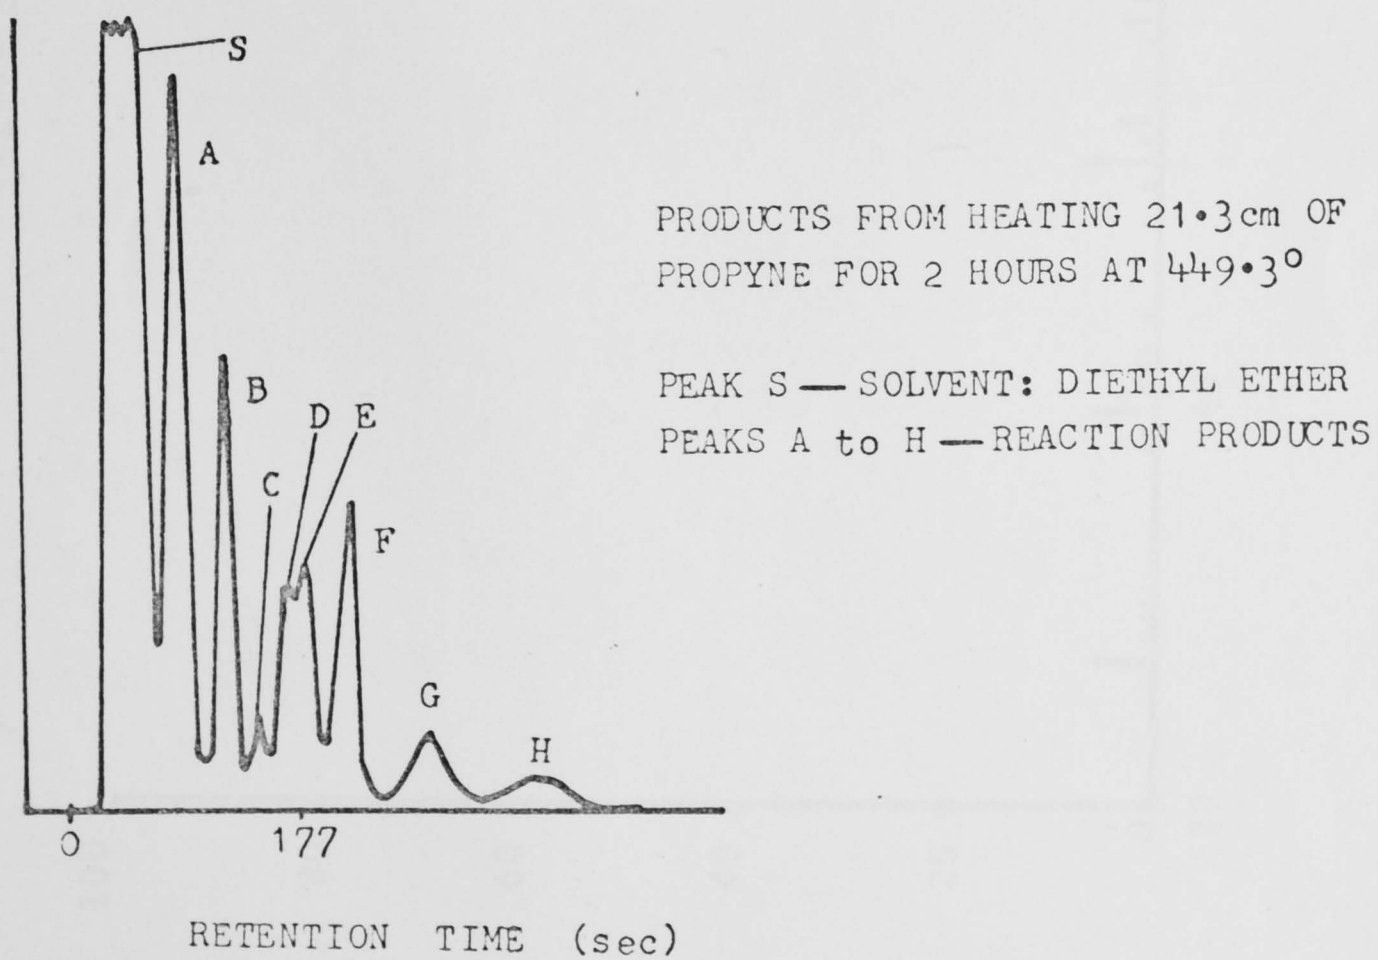 S
A
B
D E
C
F
G
H
PRODUCTS FROM HEATING 21·3cm OF
PROPYNE FOR 2 HOURS AT 449·3°
PEAK S — SOLVENT: DIETHYL ETHER
PEAKS A to H — REACTION PRODUCTS
0 177
RETENTION TIME (sec)